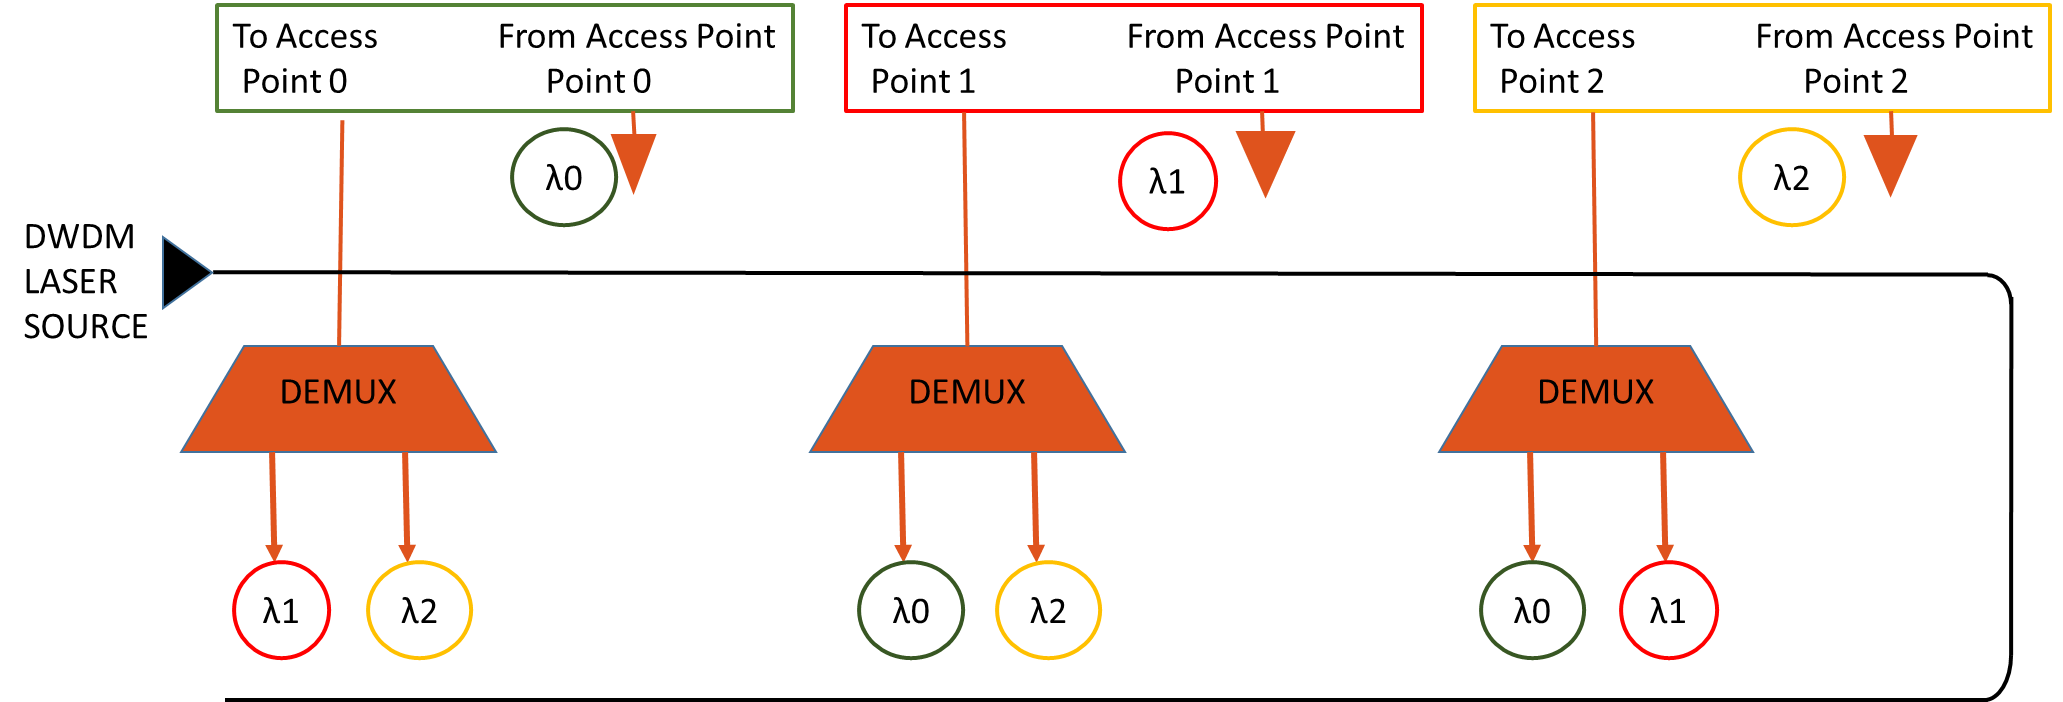 To Access
Point 0
From Access Point
Point 0
To Access
Point 1
From Access Point
Point 1
To Access
Point 2
From Access Point
Point 2
λ0
λ1
λ2
DWDM
LASER
SOURCE
DEMUX
DEMUX
DEMUX
λ1
λ2
λ0
λ2
λ0
λ1